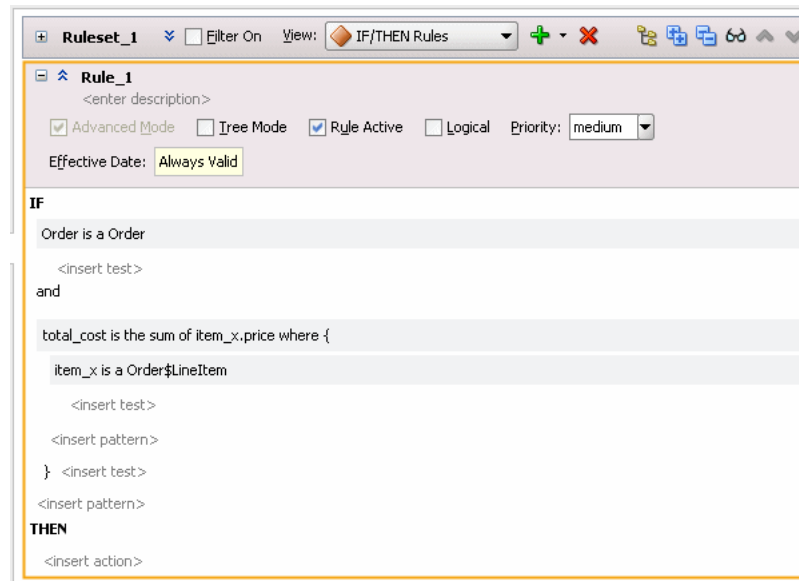 Ruleset_1 Filter On View: IF/THEN Rules
Rule_1
<enter description>
Advanced Mode Tree Mode Rule Active Logical Priority: medium
Effective Date: Always Valid
IF
Order is a Order
<insert test>
and
total_cost is the sum of item_x.price where {
item_x is a Order$LineItem
<insert test>
<insert pattern>
} <insert test>
<insert pattern>
THEN
<insert action>